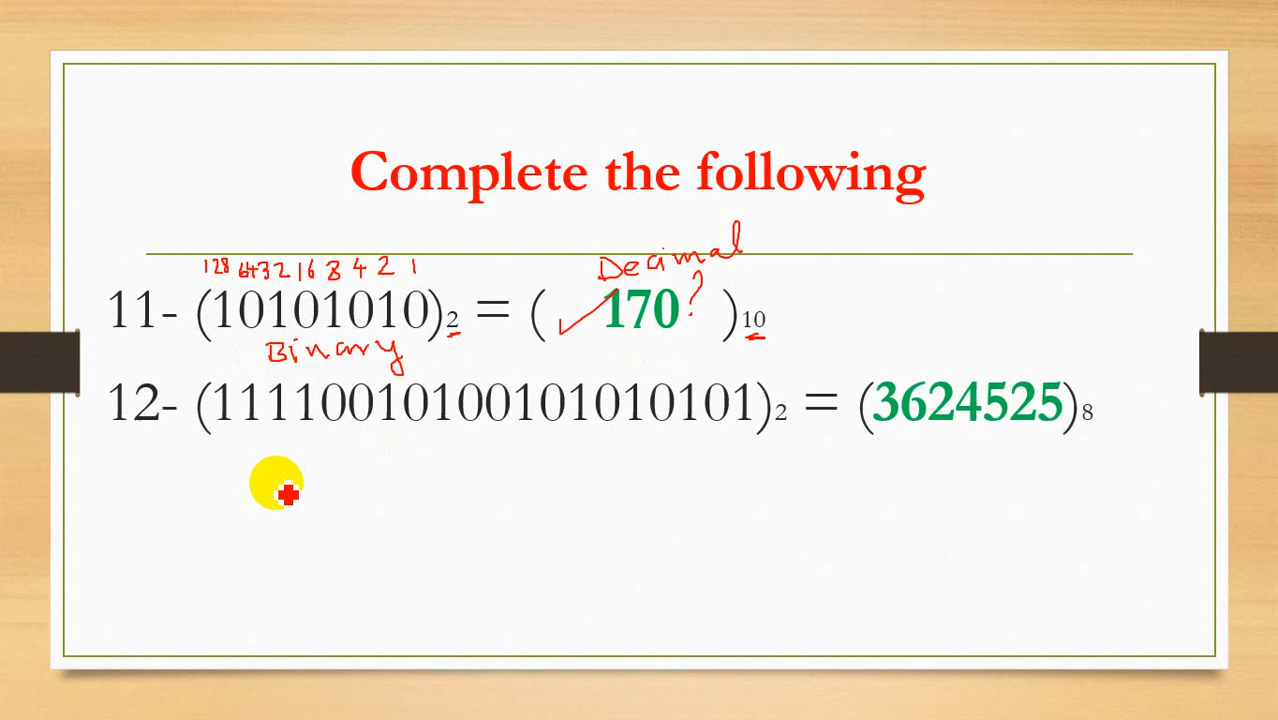 Complete the following
Decimal
128 64 32 16 8 4 2 1
11- (10101010)2 = ( 170? )10
Binary
12- (11110010100101010101)2 = (3624525)8